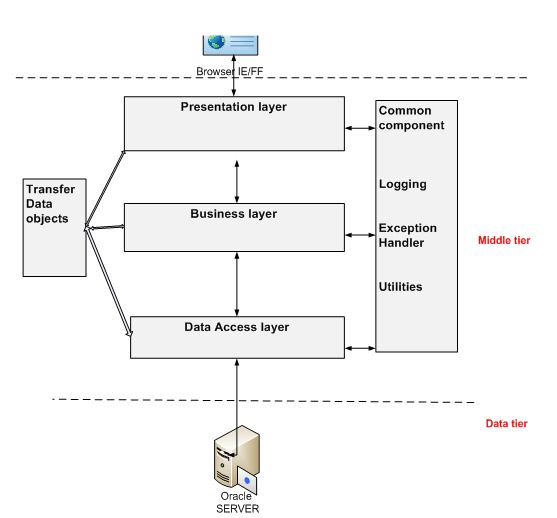 Browser IE/FF
Presentation layer
Common
component
Transfer
Data
objects
Logging
Business layer
Exception
Handler
Middle tier
Utilities
Data Access layer
Data tier
Oracle
SERVER